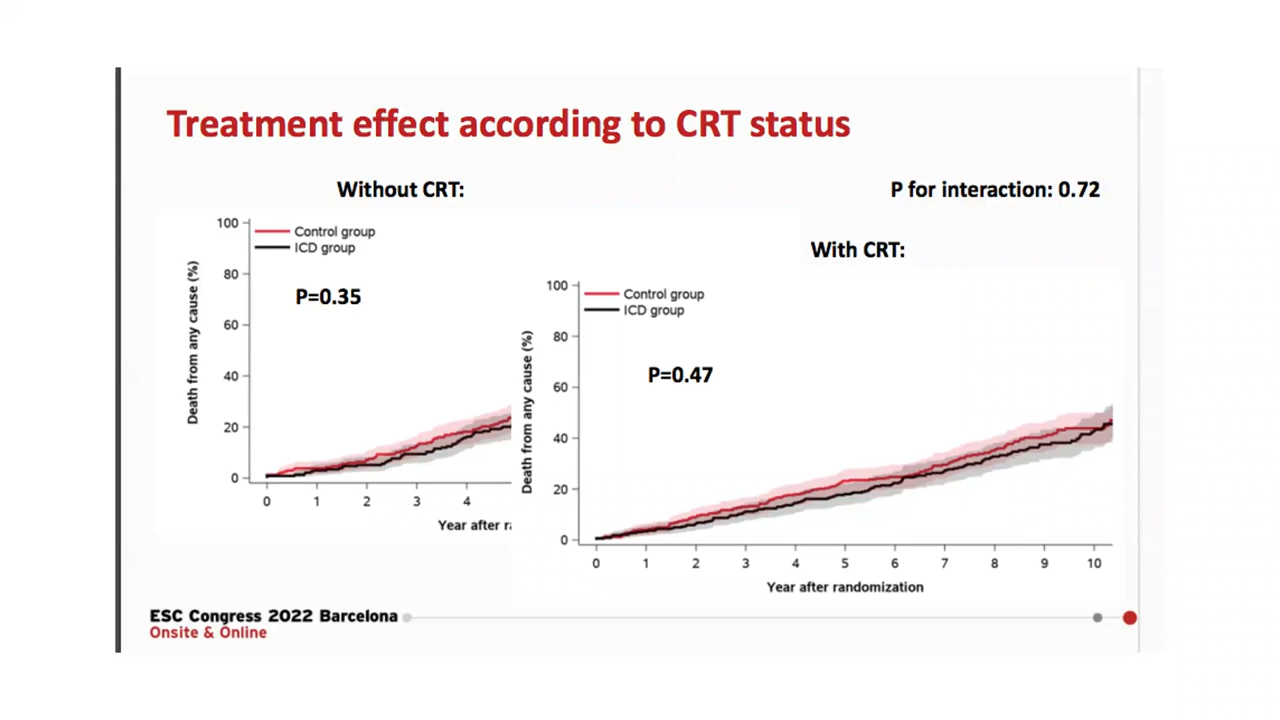 Treatment effect according to CRT status
Without CRT:
P for interaction: 0.72
100
Control group
ICD group
80
P=0.35
60
40
20
0
Death from any cause (%)
0 1 2 3 4
Year after r
With CRT:
100
Control group
ICD group
80
P=0.47
60
40
20
0
Death from any cause (%)
0 1 2 3 4 5 6 7 8 9 10
Year after randomization
ESC Congress 2022 Barcelona
Onsite & Online